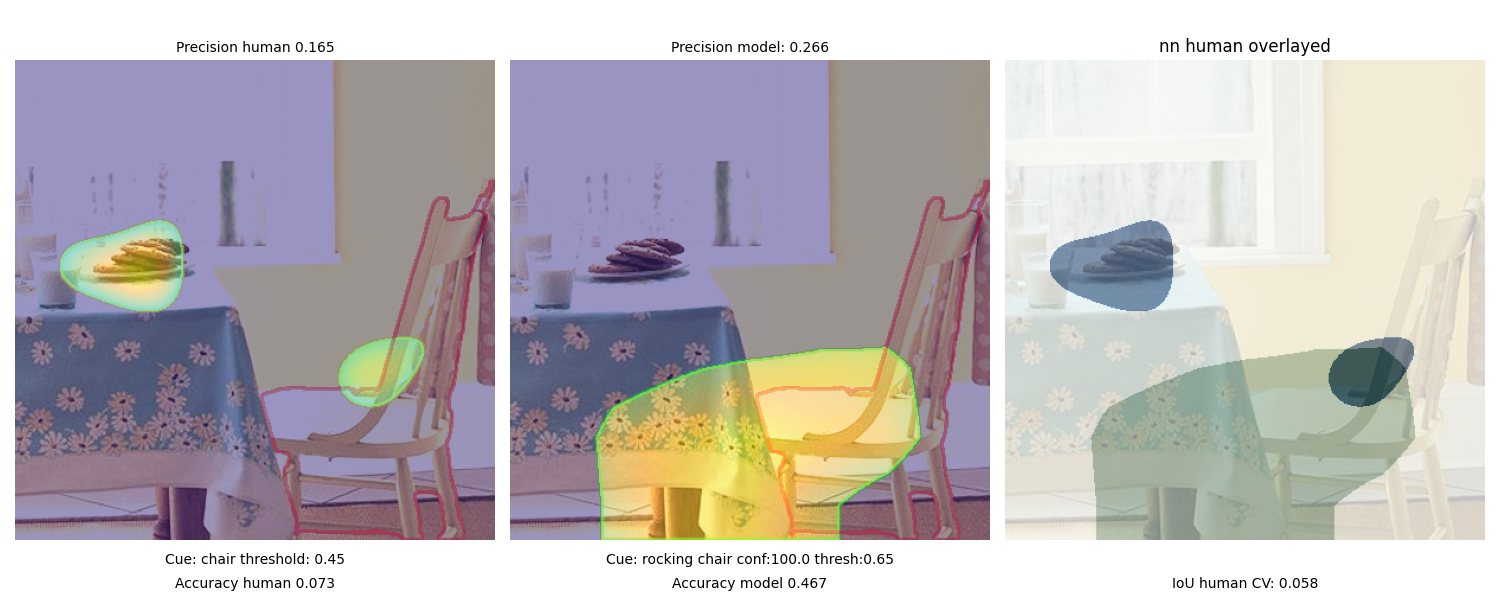 Precision human 0.165
Precision model: 0.266
nn human overlayed
Cue: chair threshold: 0.45
Accuracy human 0.073
Cue: rocking chair conf:100.0 thresh:0.65
Accuracy model 0.467
IoU human CV: 0.058